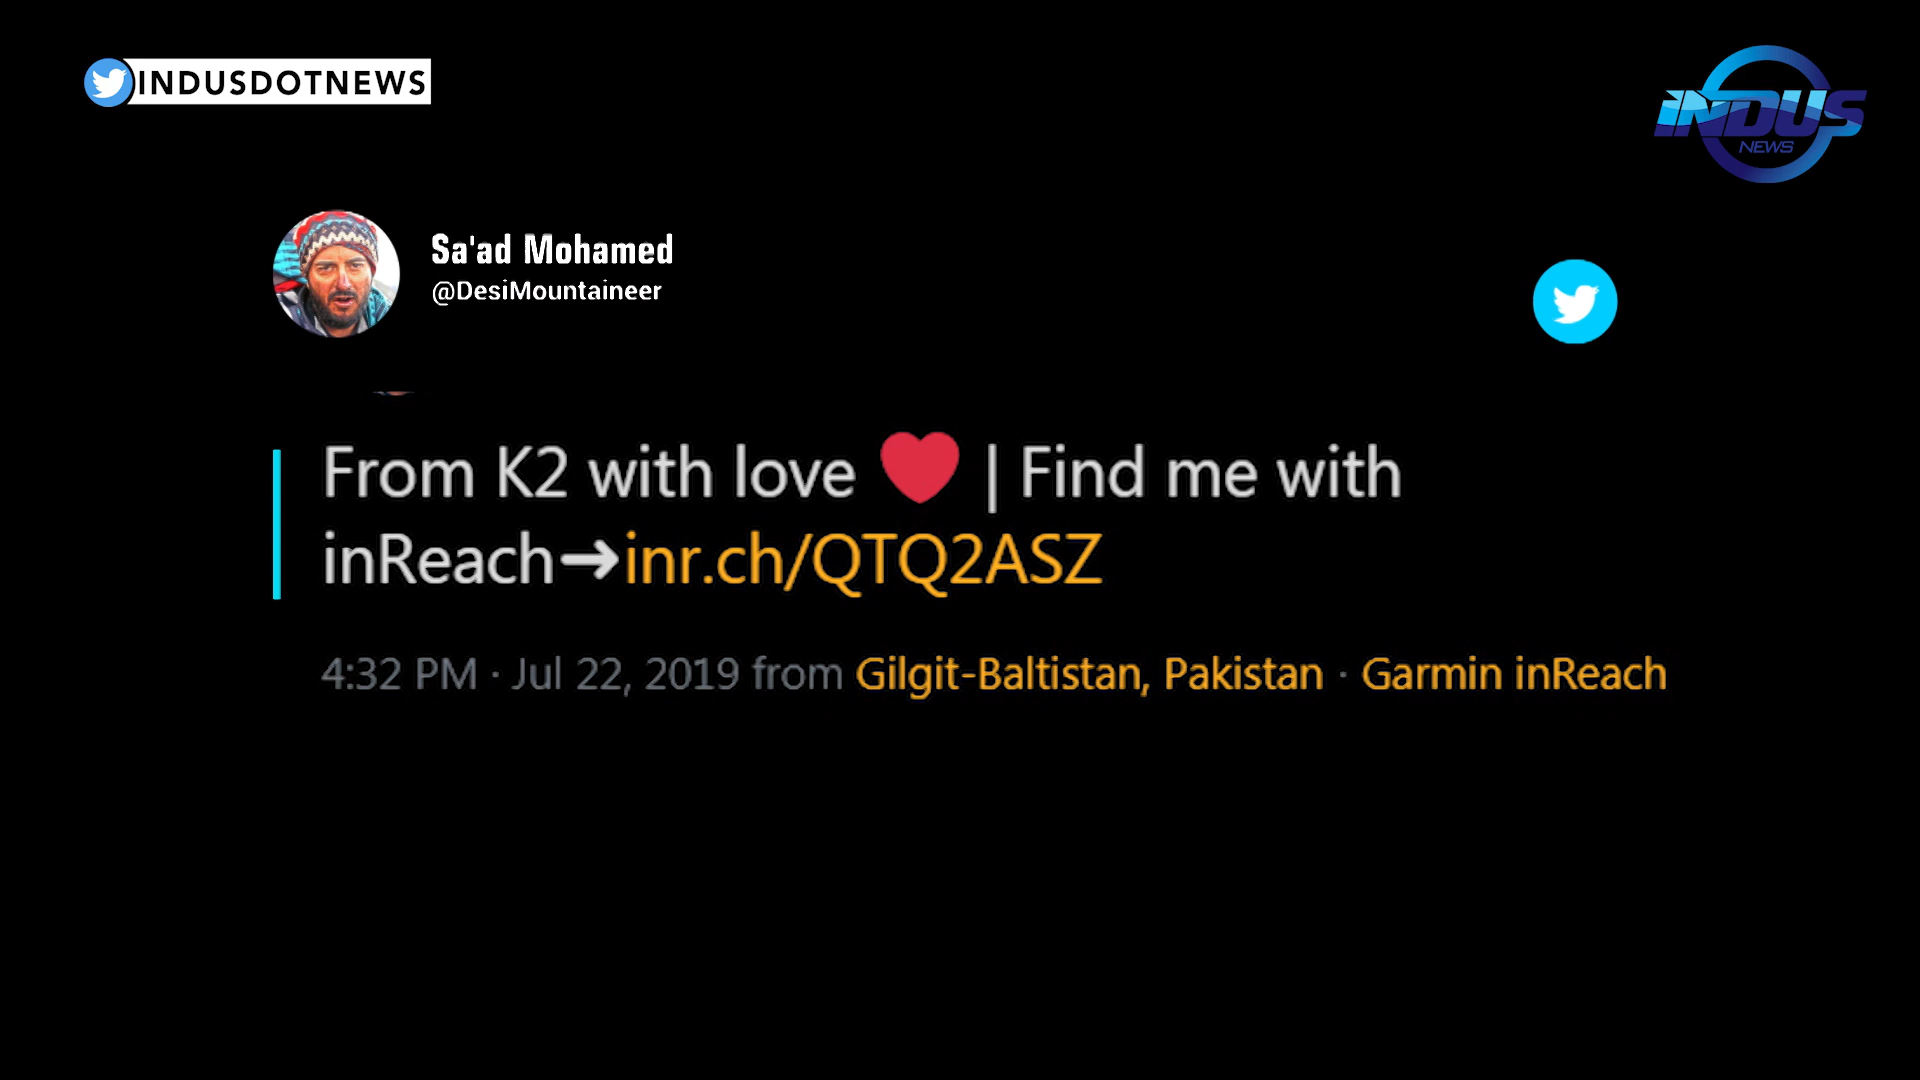 INDUSDOTNEWS
INDUS
NEWS
Sa'ad Mohamed
@DesiMountaineer
From K2 with love ❤ | Find me with
inReach➜inr.ch/QTQ2ASZ
4:32 PM · Jul 22, 2019 from Gilgit-Baltistan, Pakistan · Garmin inReach